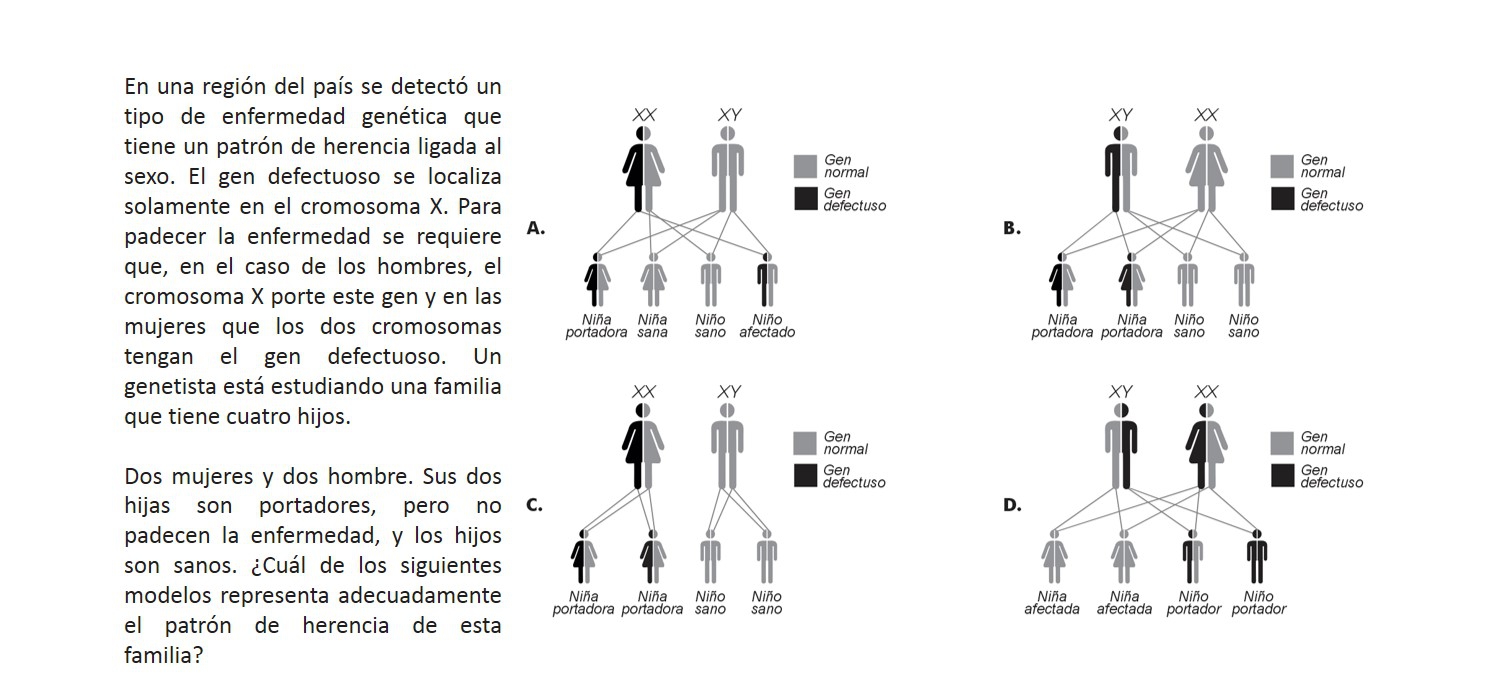 En una región del país se detectó un
tipo de enfermedad genética que
tiene un patrón de herencia ligada al
sexo. El gen defectuoso se localiza
solamente en el cromosoma X. Para
padecer la enfermedad se requiere
que, en el caso de los hombres, el
cromosoma X porte este gen y en las
mujeres que los dos cromosomas
tengan el gen defectuoso. Un
genetista está estudiando una familia
que tiene cuatro hijos.
Dos mujeres y dos hombre. Sus dos
hijas son portadores, pero no
padecen la enfermedad, y los hijos
son sanos. ¿Cuál de los siguientes
modelos representa adecuadamente
el patrón de herencia de esta
familia?
A.
XX XY
Gen
normal
Gen
defectuso
Niña
portadora
Niña
sana
Niño
sano
Niño
afectado
B.
XY XX
Gen
normal
Gen
defectuso
Niña
portadora
Niña
portadora
Niño
sano
Niño
sano
C.
XX XY
Gen
normal
Gen
defectuso
Niña
portadora
Niña
portadora
Niño
sano
Niño
sano
D.
XY XX
Gen
normal
Gen
defectuso
Niña
afectada
Niña
afectada
Niño
portador
Niño
portador